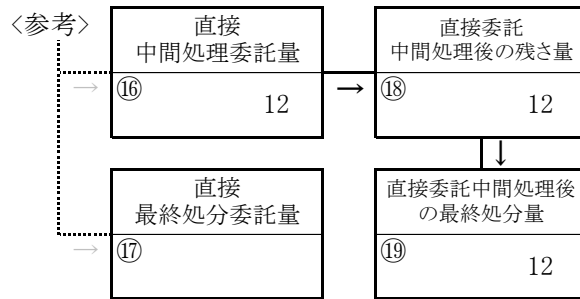 〈参考〉
直接
中間処理委託量
⑯
12
→
直接委託
中間処理後の残さ量
⑱
12
→
↓
直接
最終処分委託量
⑰
直接委託中間処理後
の最終処分量
⑲
12
→